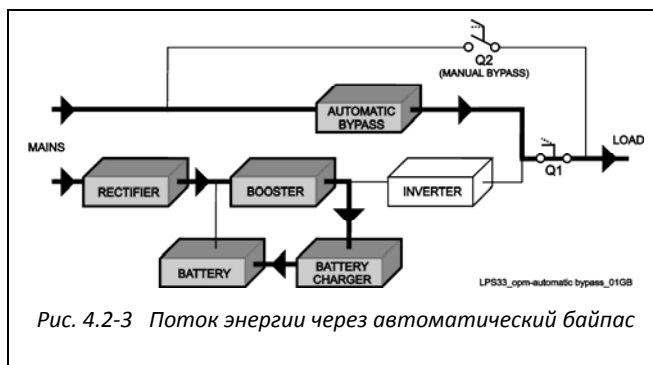 Q2
(MANUAL BYPASS)
AUTOMATIC
BYPASS
LOAD
MAINS
Q1
RECTIFIER
BOOSTER
INVERTER
BATTERY
BATTERY
CHARGER
LPS33_opm-automatic bypass_01GB
Рис. 4.2-3 Поток энергии через автоматический байпас